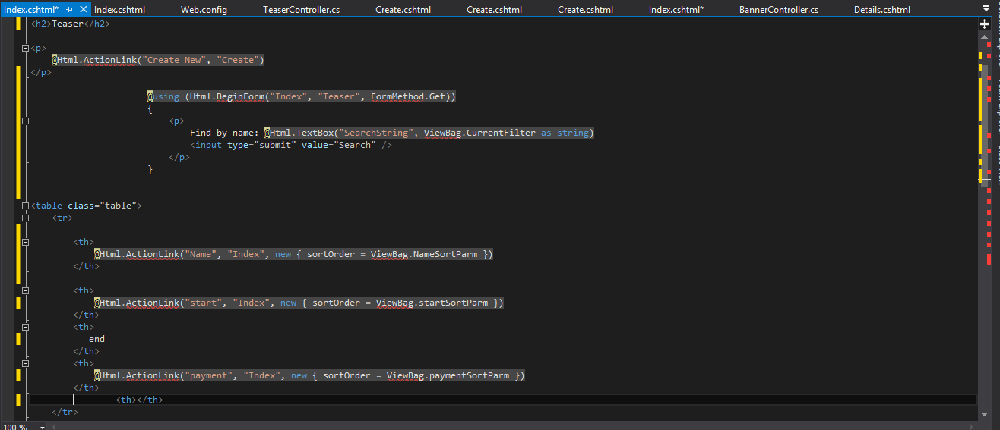 Index.cshtml* Index.cshtml Web.config TeaserController.cs Create.cshtml Create.cshtml Create.cshtml Index.cshtml* BannerController.cs Details.cshtml
<h2>Teaser</h2>
<p>
@Html.ActionLink("Create New", "Create")
</p>
@using (Html.BeginForm("Index", "Teaser", FormMethod.Get))
{
<p>
Find by name: @Html.TextBox("SearchString", ViewBag.CurrentFilter as string)
<input type="submit" value="Search" />
</p>
}
<table class="table">
<tr>
<th>
@Html.ActionLink("Name", "Index", new { sortOrder = ViewBag.NameSortParm })
</th>
<th>
@Html.ActionLink("start", "Index", new { sortOrder = ViewBag.startSortParm })
</th>
<th>
end
</th>
<th>
@Html.ActionLink("payment", "Index", new { sortOrder = ViewBag.paymentSortParm })
</th>
<th></th>
</tr>
100 %